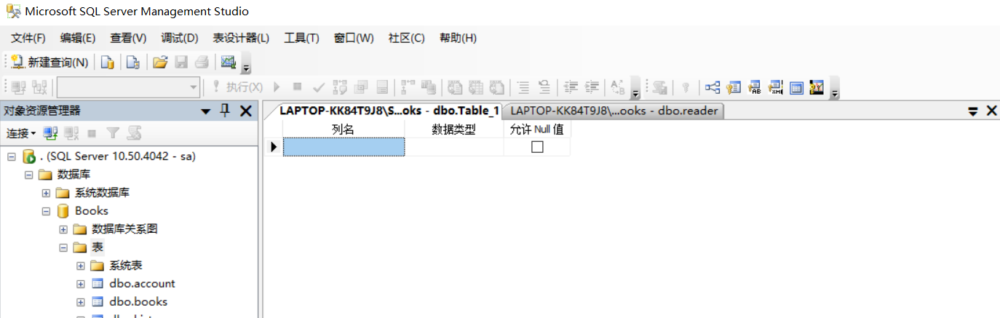 Microsoft SQL Server Management Studio
文件(F) 编辑(E) 查看(V) 调试(D) 表设计器(L) 工具(T) 窗口(W) 社区(C) 帮助(H)
新建查询(N)
执行(X)
对象资源管理器
LAPTOP-KK84T9J8\S...oks - dbo.Table_1 LAPTOP-KK84T9J8\...ooks - dbo.reader
连接
列名 数据类型 允许 Null 值
. (SQL Server 10.50.4042 - sa)
数据库
系统数据库
Books
数据库关系图
表
系统表
dbo.account
dbo.books